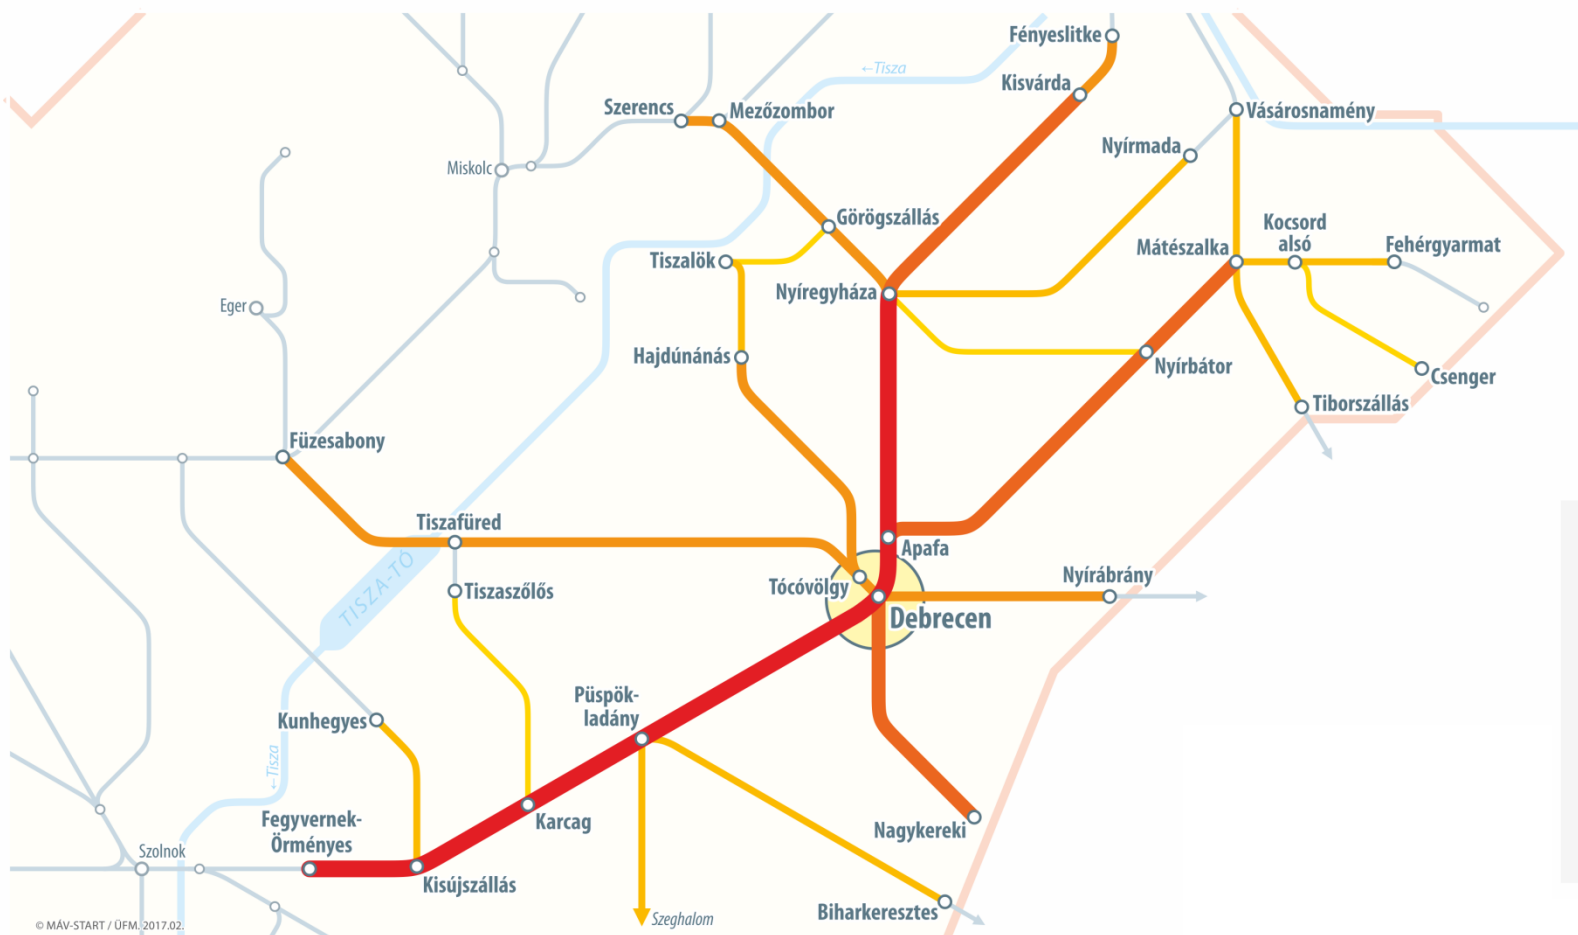 Fényeslitke
←Tisza
Kisvárda
Szerencs
Mezőzombor
Vásárosnamény
Nyírmada
Miskolc
Görögszállás
Kocsord
alsó
Mátészalka
Fehérgyarmat
Tiszalök
Nyíregyháza
Eger
Hajdúnánás
Nyírbátor
Csenger
Tiborszállás
Füzesabony
Tiszafüred
Apafa
TISZA-TÓ
Tócóvölgy
Nyírábrány
Tiszaszőlős
Debrecen
Püspök-
ladány
Kunhegyes
←Tisza
Fegyvernek-
Örményes
Karcag
Nagykereki
Szolnok
Kisújszállás
Biharkeresztes
Szeghalom
© MÁV-START / ÜFM. 2017.02.